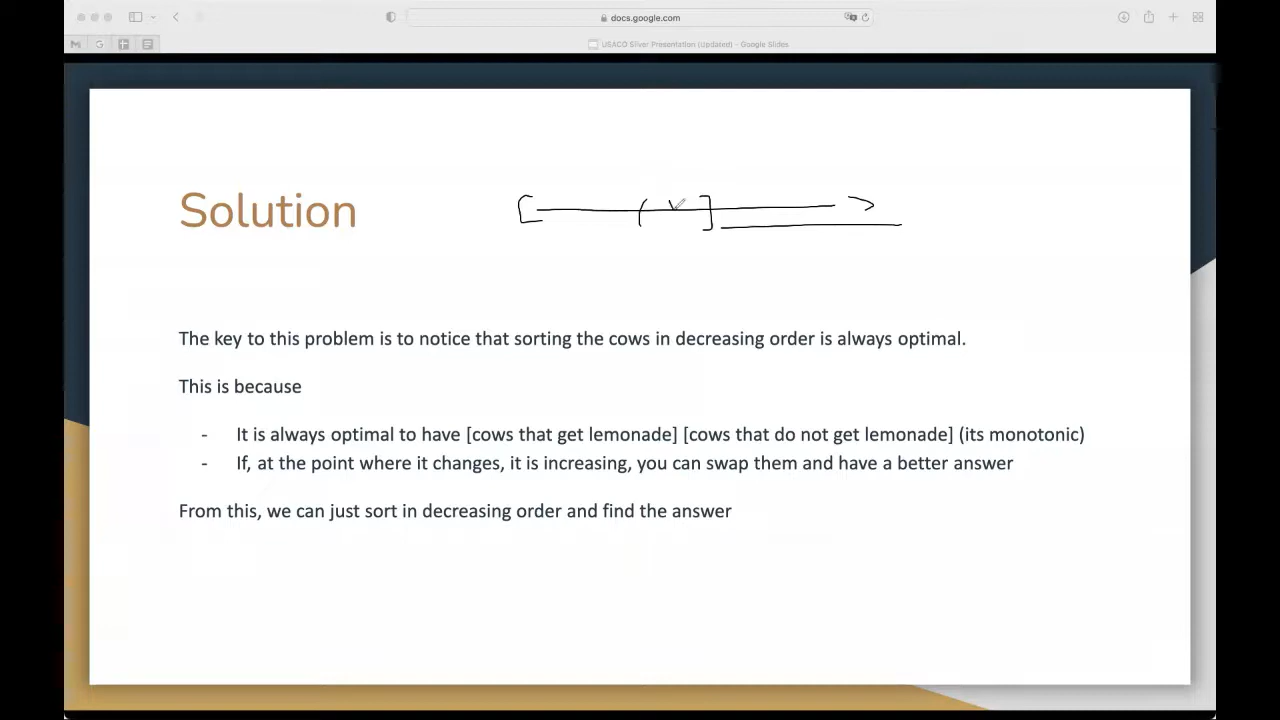 docs.google.com
USACO Silver Presentation (Updated) - Google Slides
Solution
The key to this problem is to notice that sorting the cows in decreasing order is always optimal.
This is because
- It is always optimal to have [cows that get lemonade] [cows that do not get lemonade] (its monotonic)
- If, at the point where it changes, it is increasing, you can swap them and have a better answer
From this, we can just sort in decreasing order and find the answer